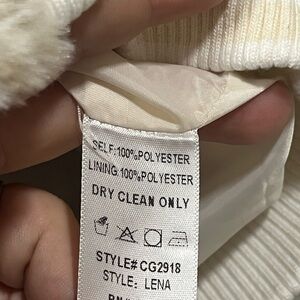 SELF:100%POLYESTER
LINING:100%POLYESTER
DRY CLEAN ONLY
STYLE#CG2918
STYLE: LENA